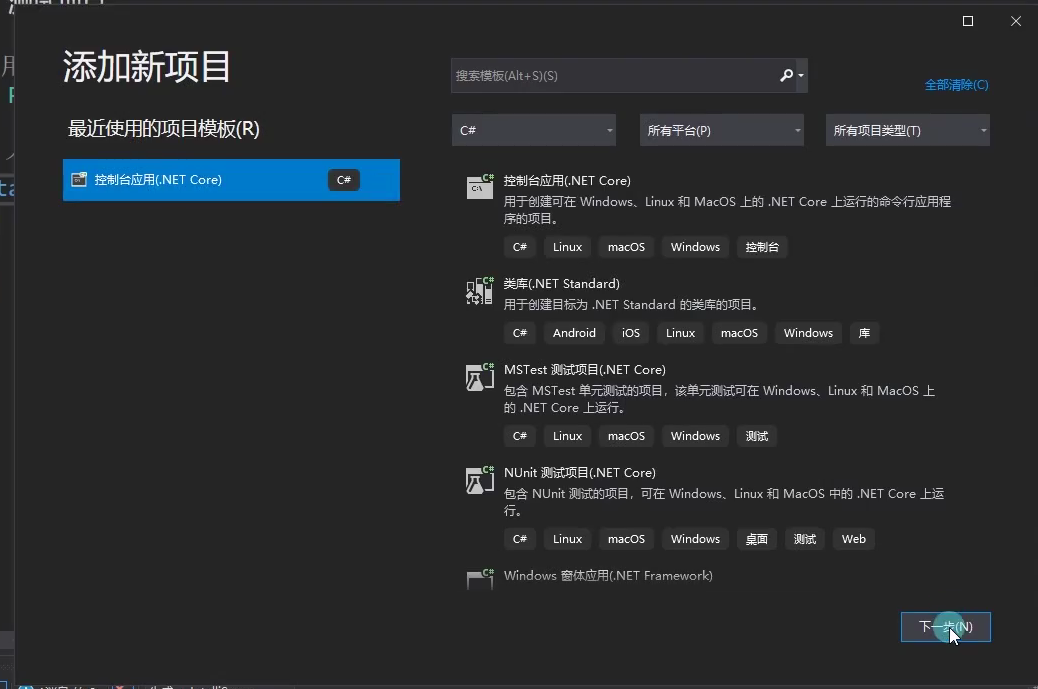 添加新项目
搜索模板(Alt+S)(S)
全部清除(C)
最近使用的项目模板(R)
C#
所有平台(P)
所有项目类型(T)
控制台应用(.NET Core)
C#
控制台应用(.NET Core)
用于创建可在 Windows、Linux 和 MacOS 上的 .NET Core 上运行的命令行应用程
序的项目。
C# Linux macOS Windows 控制台
类库(.NET Standard)
用于创建目标为 .NET Standard 的类库的项目。
C# Android iOS Linux macOS Windows 库
MSTest 测试项目(.NET Core)
包含 MSTest 单元测试的项目，该单元测试可在 Windows、Linux 和 MacOS 上
的 .NET Core 上运行。
C# Linux macOS Windows 测试
NUnit 测试项目(.NET Core)
包含 NUnit 测试的项目，可在 Windows、Linux 和 MacOS 中的 .NET Core 上运
行。
C# Linux macOS Windows 桌面 测试 Web
Windows 窗体应用(.NET Framework)
下一步(N)